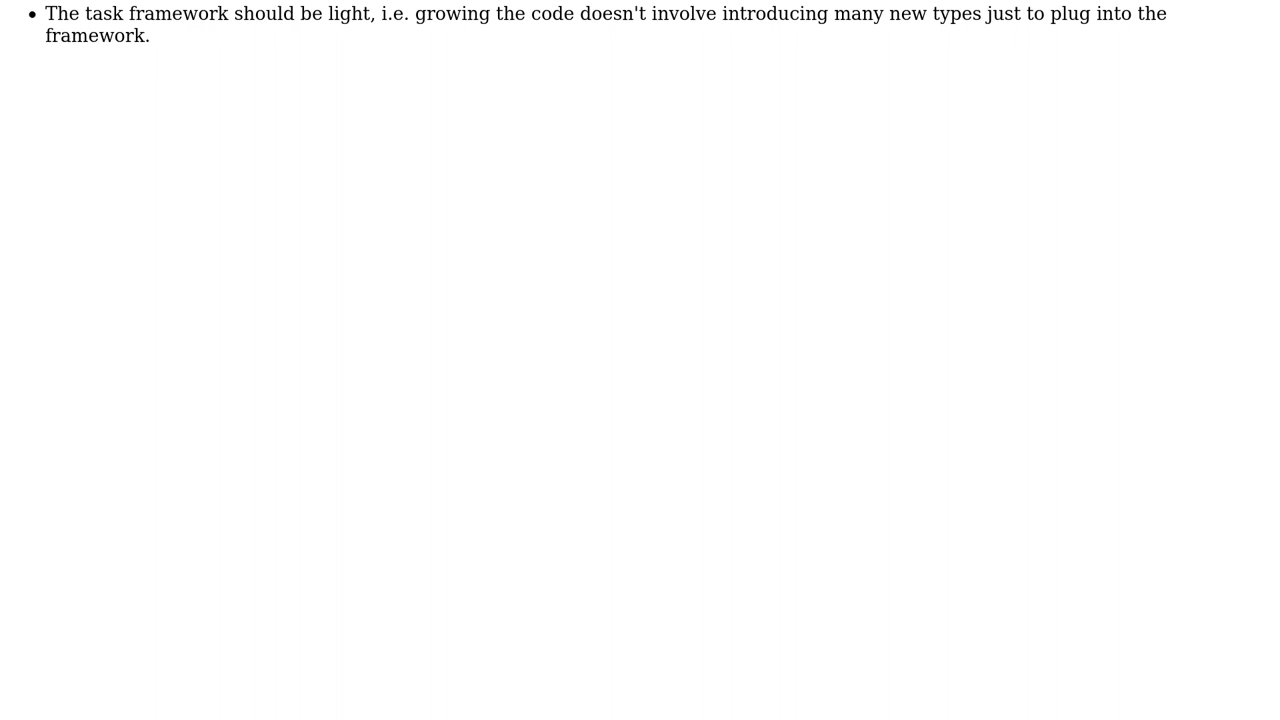 • The task framework should be light, i.e. growing the code doesn't involve introducing many new types just to plug into the
framework.